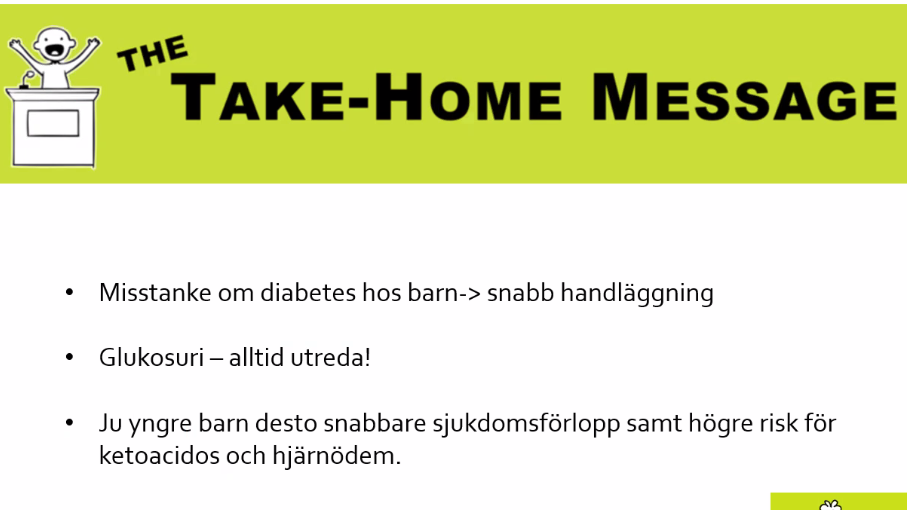 THE
TAKE-HOME MESSAGE
• Misstanke om diabetes hos barn-> snabb handläggning
• Glukosuri – alltid utreda!
• Ju yngre barn desto snabbare sjukdomsförlopp samt högre risk för
ketoacidos och hjärnödem.